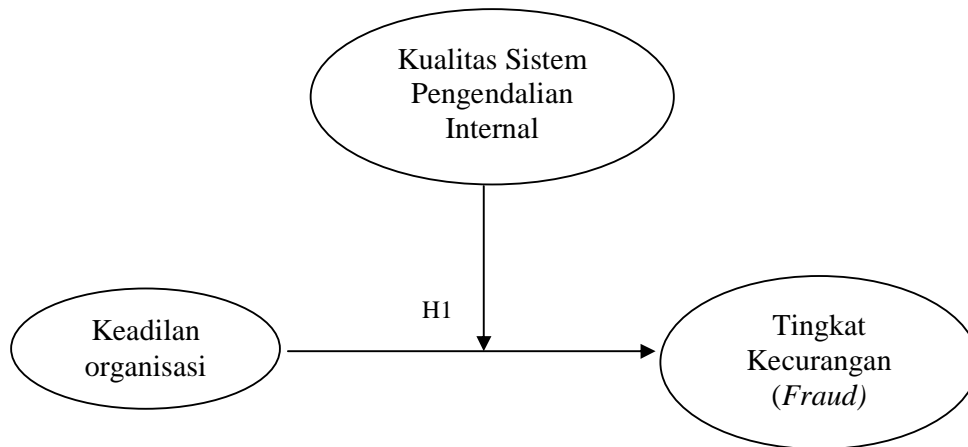 Kualitas Sistem
Pengendalian
Internal
H1
Keadilan
organisasi
Tingkat
Kecurangan
(Fraud)